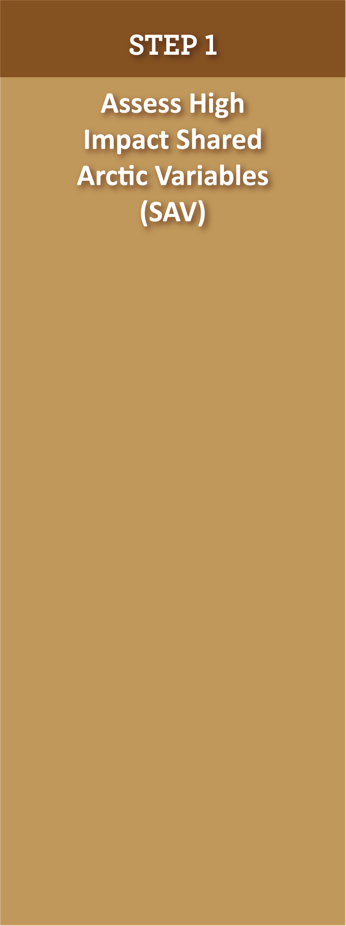 STEP 1
Assess High
Impact Shared
Arctic Variables
(SAV)